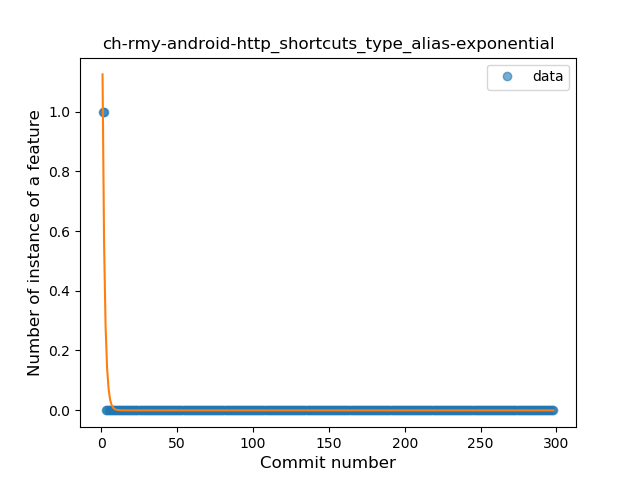 ch-rmy-android-http_shortcuts_type_alias-exponential
data
Number of instance of a feature
1.0
0.8
0.6
0.4
0.2
0.0
0 50 100 150 200 250 300
Commit number